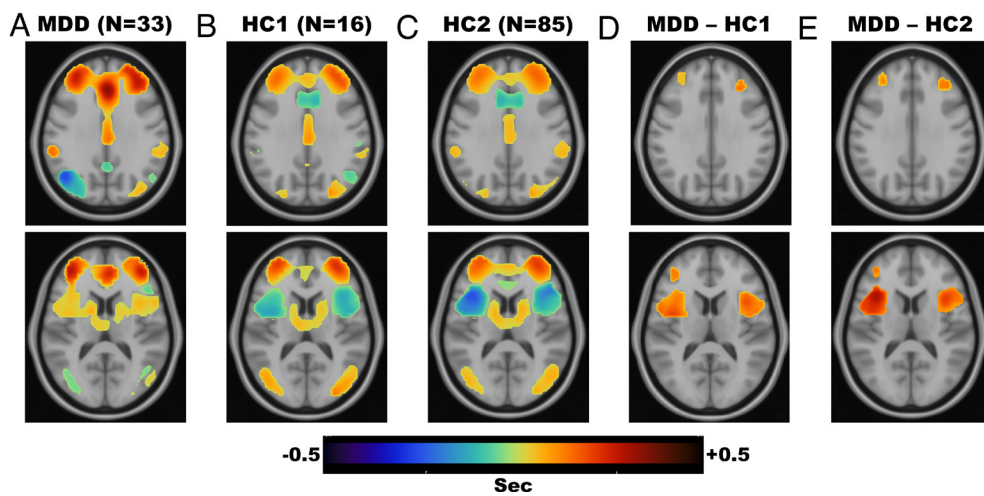 A MDD (N=33) B HC1 (N=16) C HC2 (N=85) D MDD – HC1 E MDD – HC2
-0.5 +0.5
Sec